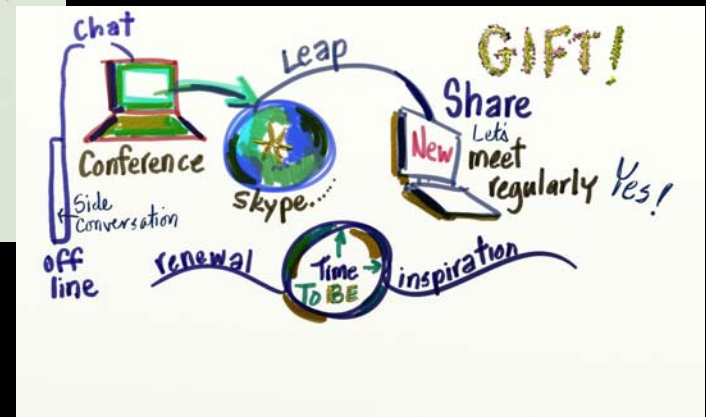 Chat
Leap
GIFT!
Conference
Share
New
Let's
meet
regularly
Yes!
Skype.....
Side
Conversation
off
line
renewal
Time
TO BE
inspiration